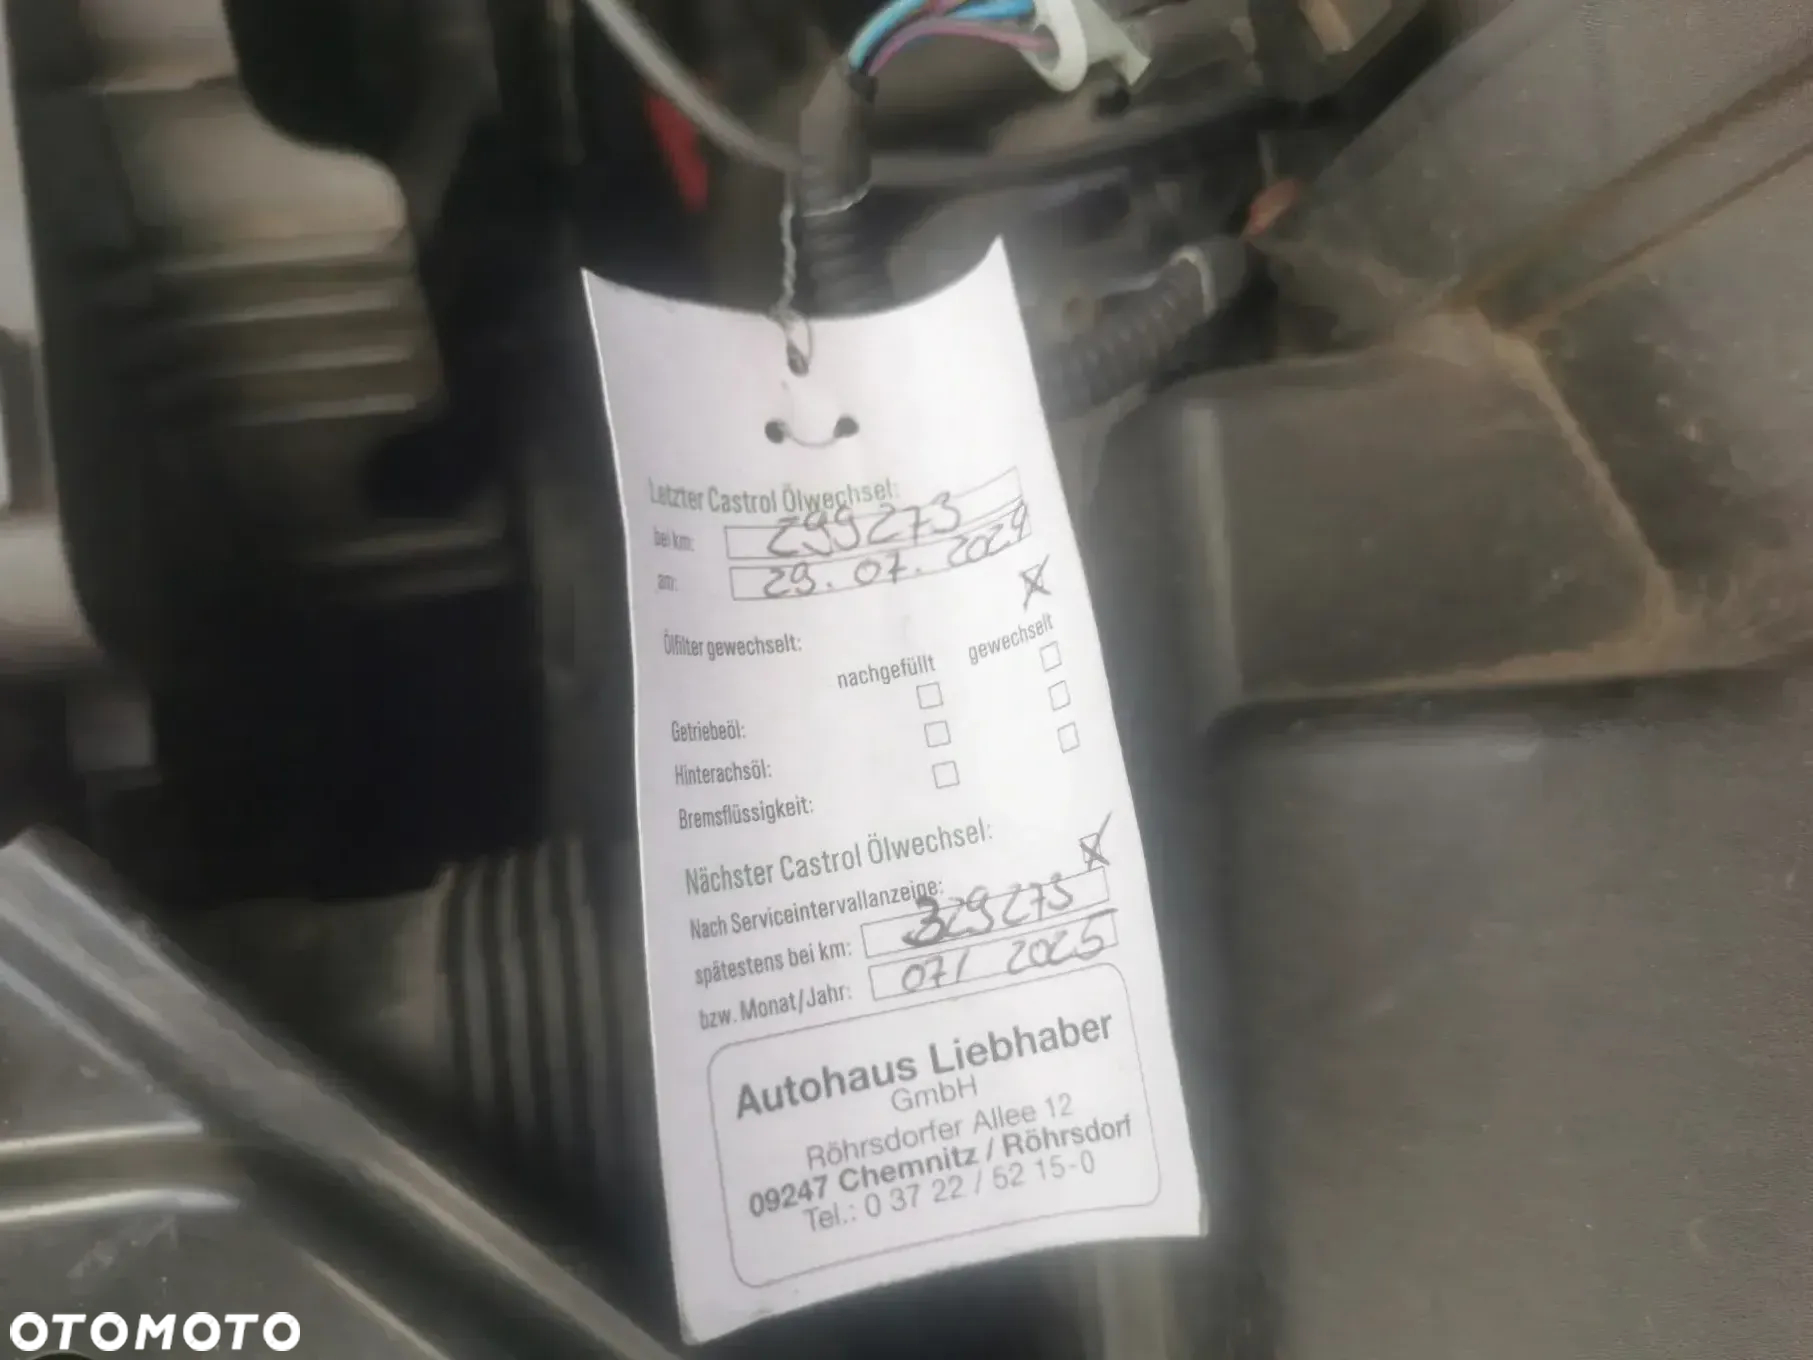 Letzter Castrol Ölwechsel:
bei km: 299273
am: 29.07.2024
Ölfilter gewechselt:
nachgefüllt gewechselt
Getriebeöl:
Hinterachsöl:
Bremsflüssigkeit:
Nächster Castrol Ölwechsel:
Nach Serviceintervallanzeige:
spätestens bei km: 329273
bzw. Monat/Jahr: 07/2025
Autohaus Liebhaber
GmbH
Röhrsdorfer Allee 12
09247 Chemnitz / Röhrsdorf
Tel.: 0 37 22 / 52 15-0
OTOMOTO